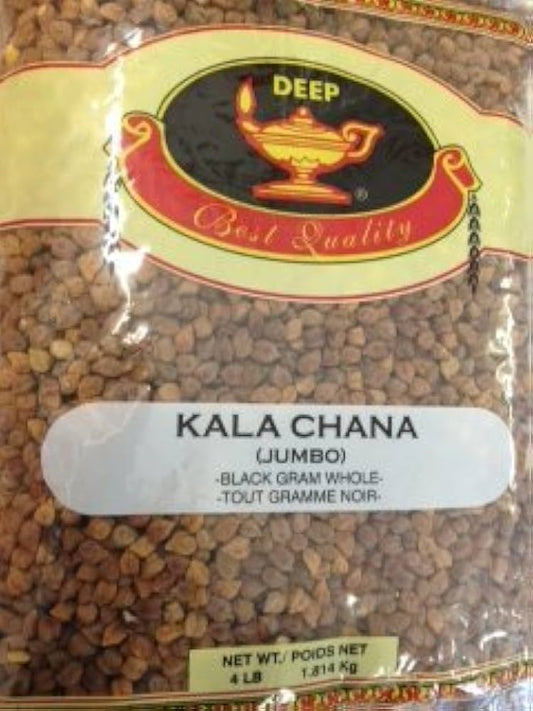 DEEP
®
Best Quality
KALA CHANA
(JUMBO)
-BLACK GRAM WHOLE-
-TOUT GRAMME NOIR-
NET WT./ POIDS NET
4 LB 1.814 Kg